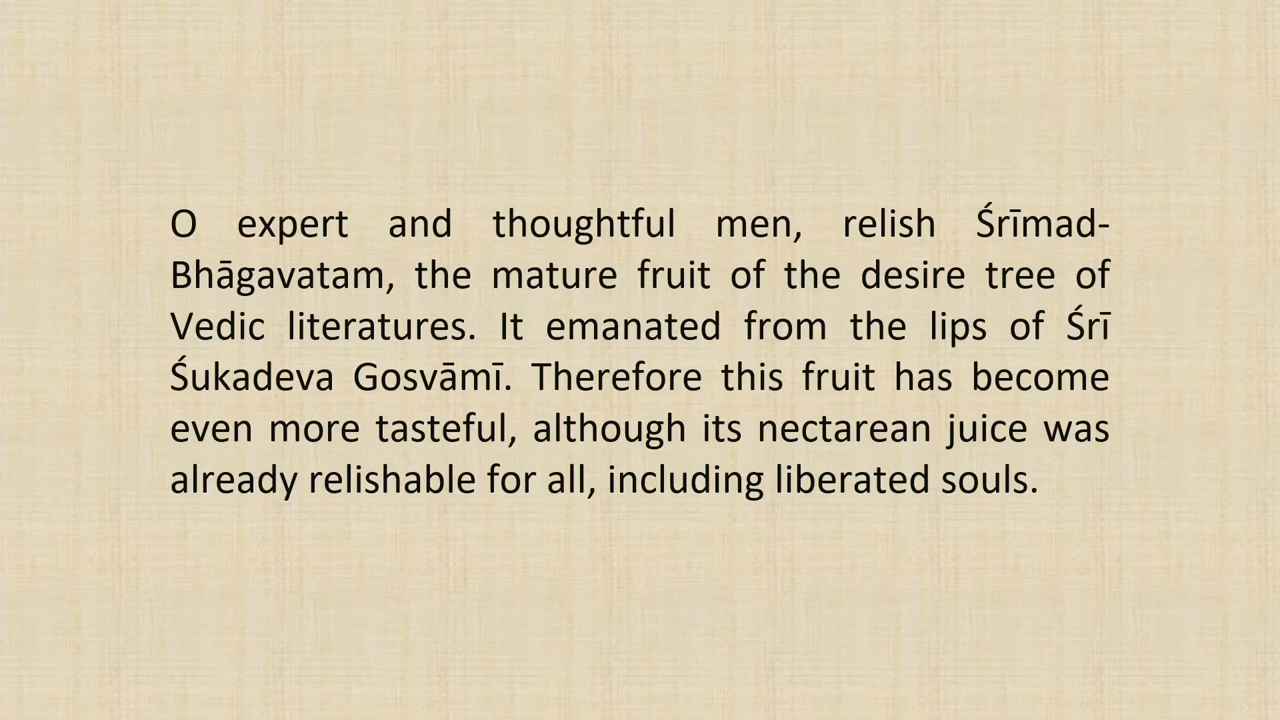 O expert and thoughtful men, relish Śrīmad-
Bhāgavatam, the mature fruit of the desire tree of
Vedic literatures. It emanated from the lips of Śrī
Śukadeva Gosvāmī. Therefore this fruit has become
even more tasteful, although its nectarean juice was
already relishable for all, including liberated souls.